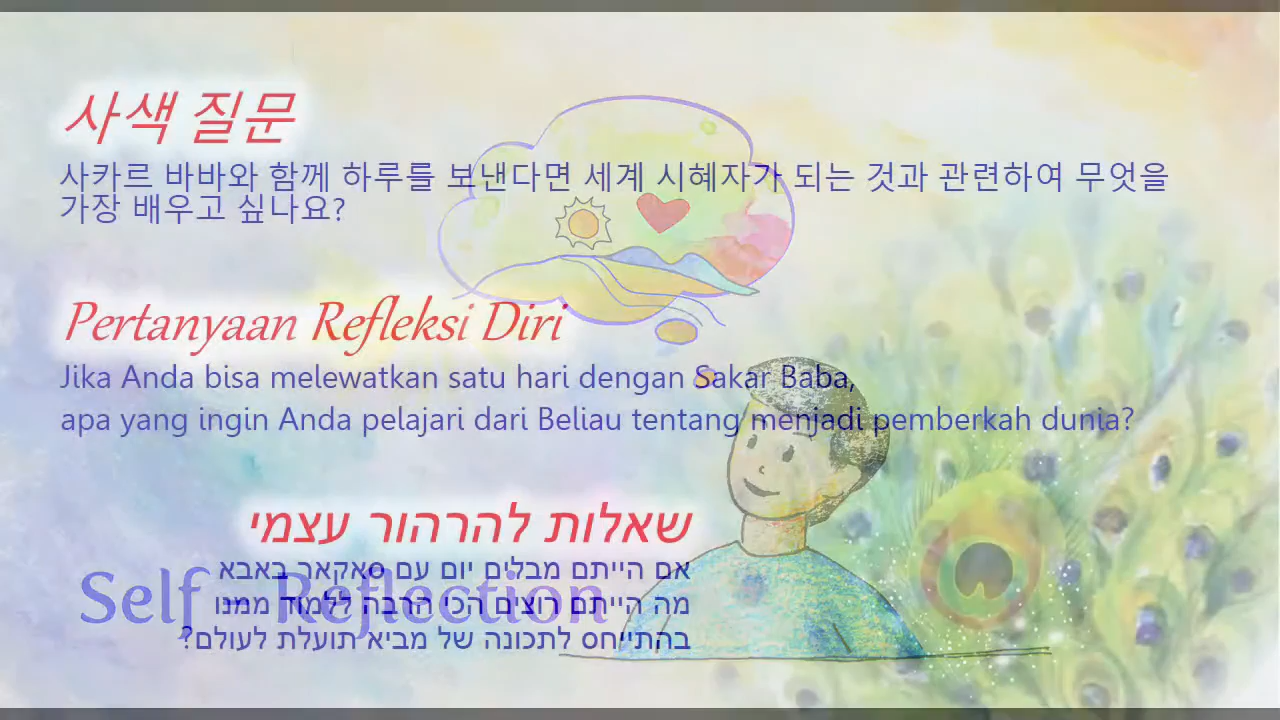 사색 질문
사카르 바바와 함께 하루를 보낸다면 세계 시혜자가 되는 것과 관련하여 무엇을
가장 배우고 싶나요?
Pertanyaan Refleksi Diri
Jika Anda bisa melewatkan satu hari dengan Sakar Baba,
apa yang ingin Anda pelajari dari Beliau tentang menjadi pemberkah dunia?
שאלות להרהור עצמי
אם הייתם מבלים יום עם סאקאר באבא
מה הייתם רוצים הכי הרבה ללמוד ממנו
בהתייחס לתכונה של מביא תועלת לעולם?
Self – Reflection